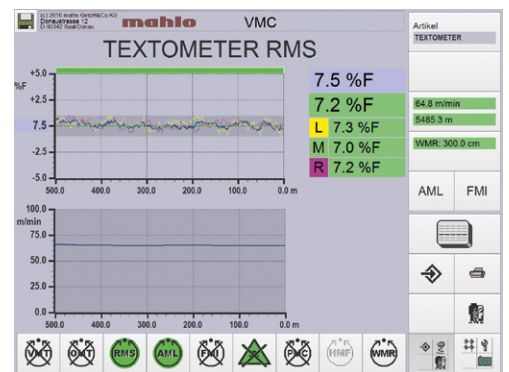 (c) 2016 mahlo GmbH&Co KG
Donaustrasse 12
D-93342 Saal/Donau
mahlo
VMC
TEXTOMETER RMS
Artikel
TEXTOMETER
%F
+5.0
+2.5
7.5
-2.5
-5.0
500.0 400.0 300.0 200.0 100.0 0.0 m
7.5 %F
7.2 %F
L 7.3 %F
M 7.0 %F
R 7.2 %F
64.8 m/min
5485.3 m
WMR: 300.0 cm
AML FMI
100.0
m/min
75.0
50.0
25.0
0.0
500.0 400.0 300.0 200.0 100.0 0.0 m
VMT OMT RMS AML FMI PMC HMF WMR